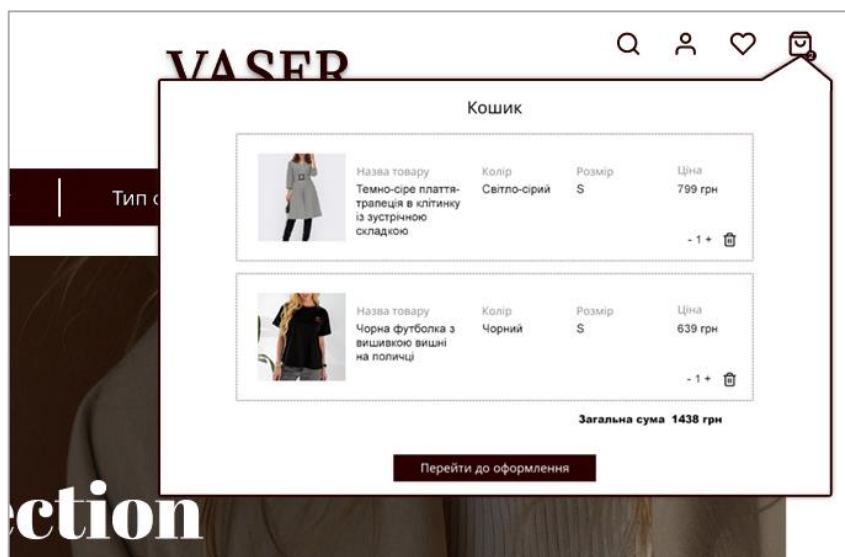 VASER
Кошик
Тип
Назва товару Колір Розмір Ціна
Темно-сіре плаття- Світло-сірий S 799 грн
трапеція в клітинку
із зустрічною
складкою
- 1 +
Назва товару Колір Розмір Ціна
Чорна футболка з Чорний S 639 грн
вишивкою вишні
на поличці
- 1 +
Загальна сума 1438 грн
Перейти до оформлення
ection